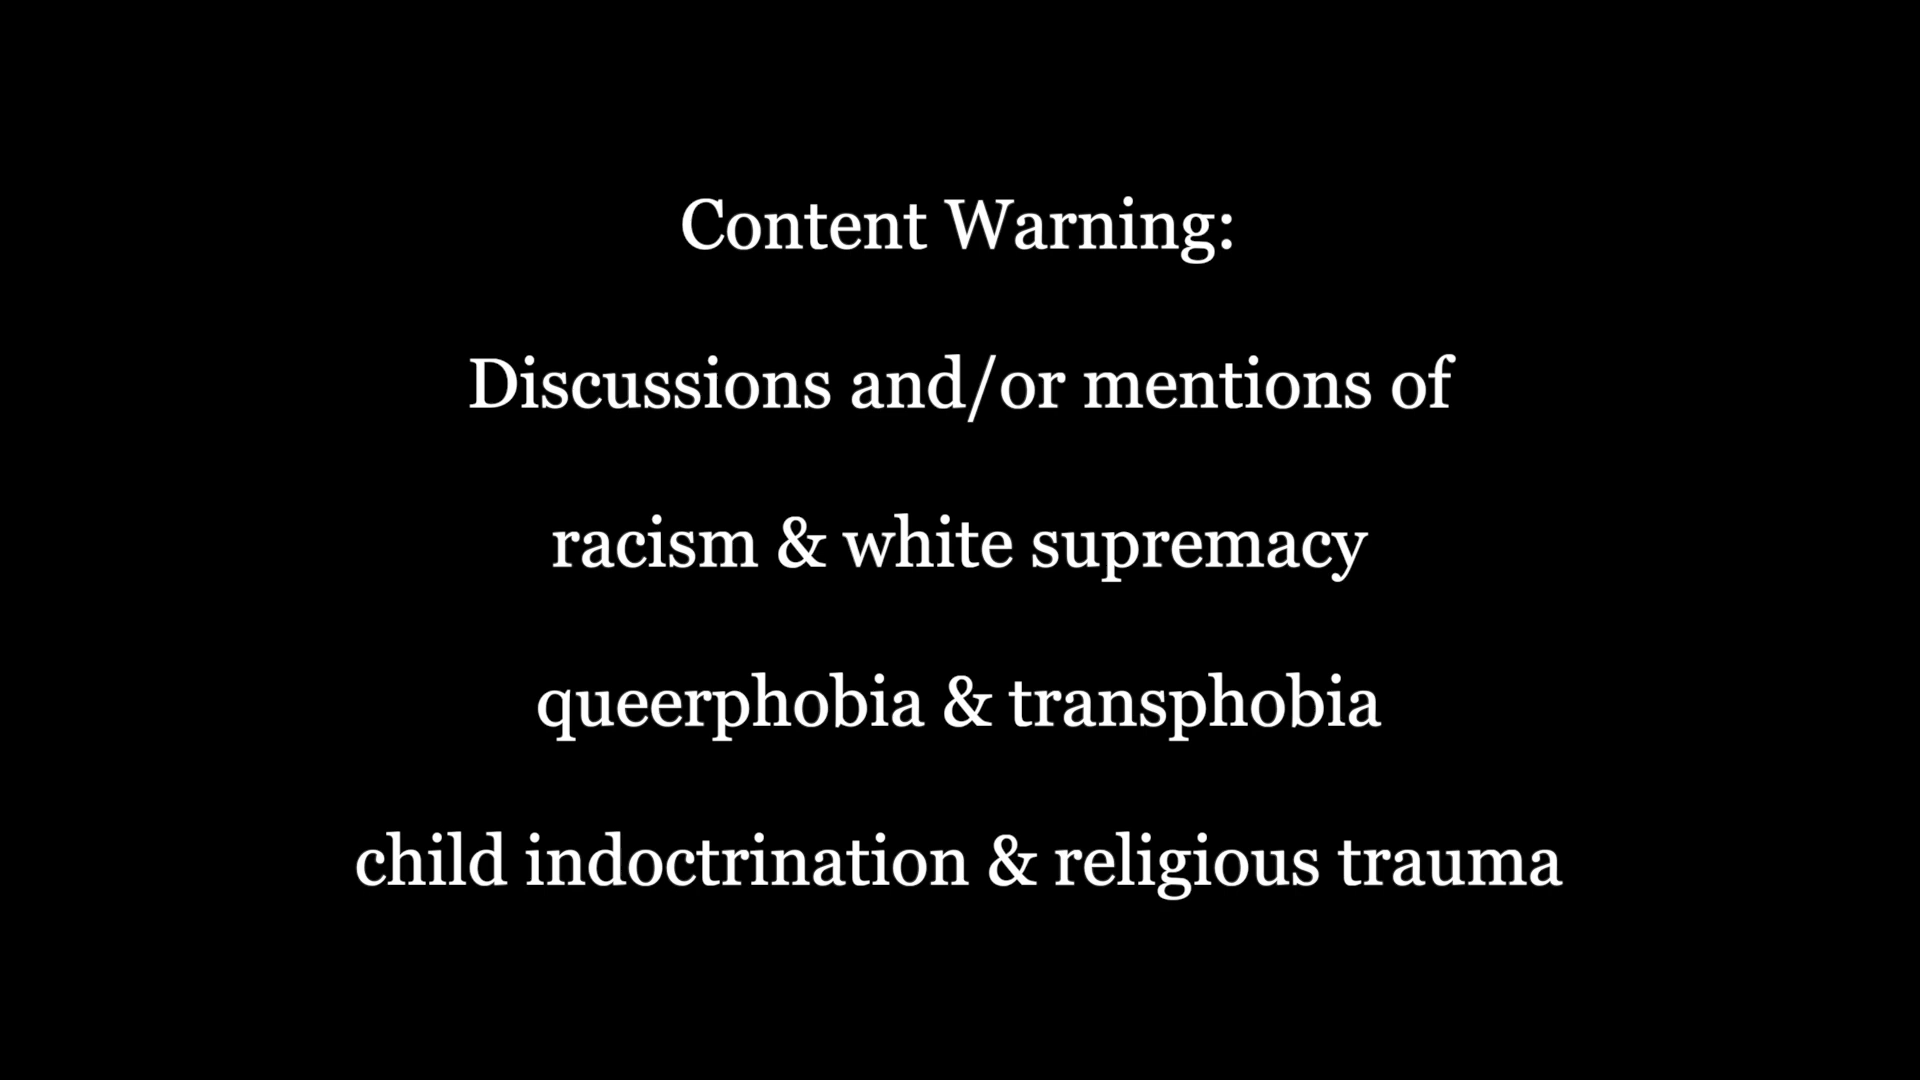 Content Warning:
Discussions and/or mentions of
racism & white supremacy
queerphobia & transphobia
child indoctrination & religious trauma